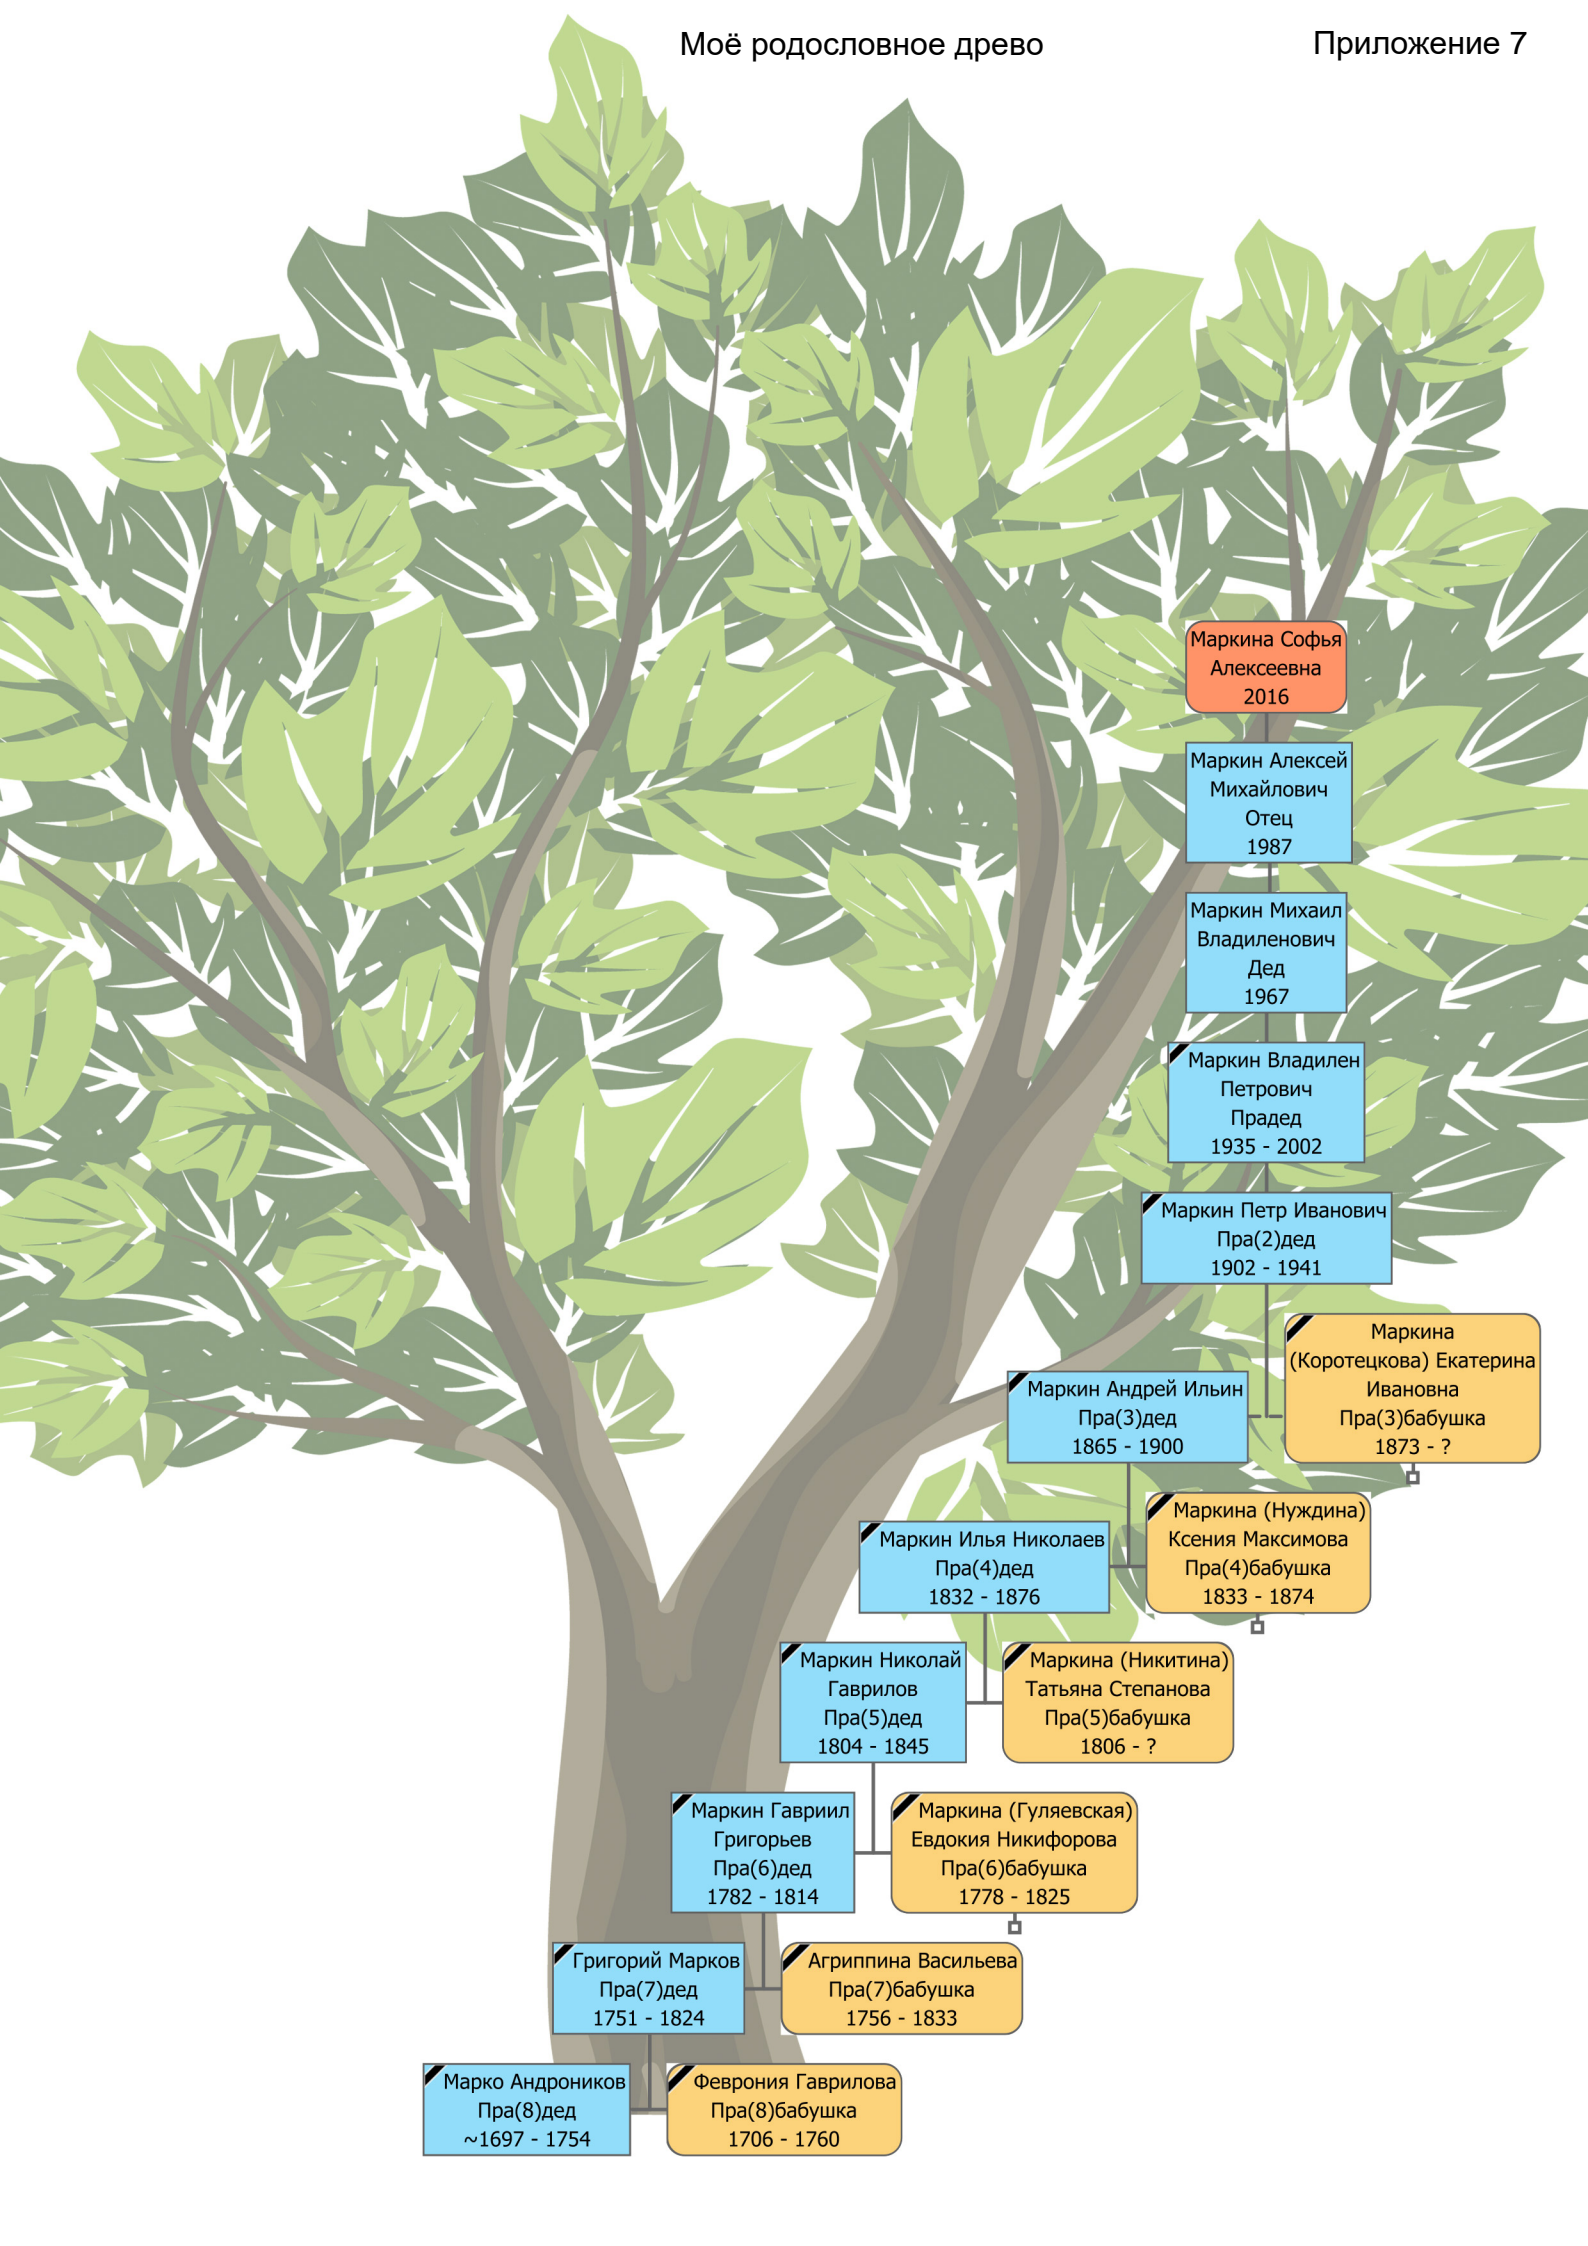 Моё родословное древо
Приложение 7
Маркина Софья
Алексеевна
2016
Маркин Алексей
Михайлович
Отец
1987
Маркин Михаил
Владиленович
Дед
1967
Маркин Владилен
Петрович
Прадед
1935 - 2002
Маркин Петр Иванович
Пра(2)дед
1902 - 1941
Маркин Андрей Ильин
Пра(3)дед
1865 - 1900
Маркина
(Коротецкова) Екатерина
Ивановна
Пра(3)бабушка
1873 - ?
Маркин Илья Николаев
Пра(4)дед
1832 - 1876
Маркина (Нуждина)
Ксения Максимова
Пра(4)бабушка
1833 - 1874
Маркин Николай
Гаврилов
Пра(5)дед
1804 - 1845
Маркина (Никитина)
Татьяна Степанова
Пра(5)бабушка
1806 - ?
Маркин Гавриил
Григорьев
Пра(6)дед
1782 - 1814
Маркина (Гуляевская)
Евдокия Никифорова
Пра(6)бабушка
1778 - 1825
Григорий Марков
Пра(7)дед
1751 - 1824
Агриппина Васильева
Пра(7)бабушка
1756 - 1833
Марко Андроников
Пра(8)дед
~1697 - 1754
Феврония Гаврилова
Пра(8)бабушка
1706 - 1760